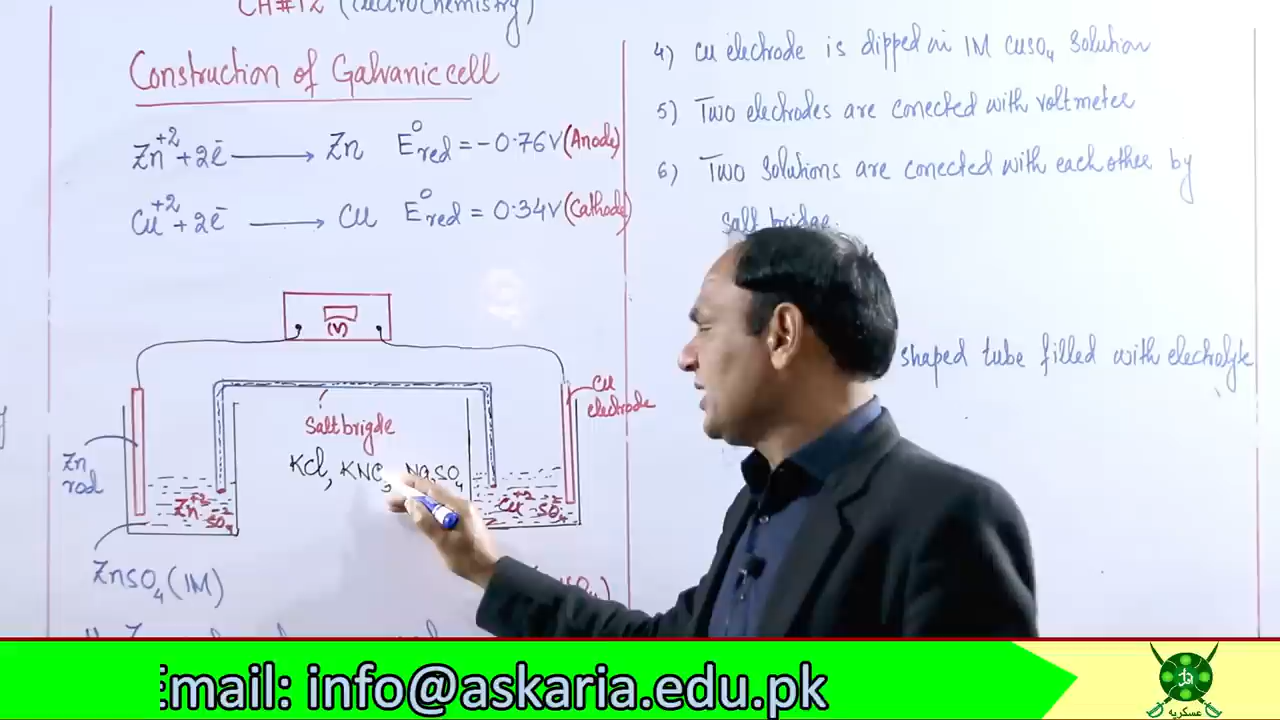 CH#12 (Electrochemistry)
Construction of Galvanic cell
Zn⁺² + 2ē ⟶ Zn E⁰red = -0.76V (Anode)
Cu⁺² + 2ē ⟶ Cu E⁰red = 0.34V (Cathode)
(V)
Salt brigde
KCl, KNO₃, Na₂SO₄
Zn
rod
Zn⁺² SO₄⁻²
ZnSO₄ (1M)
Cu
electrode
Cu⁺² SO₄⁻²
4) Cu electrode is dipped in 1M CuSO₄ Solution
5) Two electrodes are conected with voltmeter
6) Two Solutions are conected with each other by
Salt bridge.
shaped tube filled with electrolyte
Email: info@askaria.edu.pk
عسکریہ